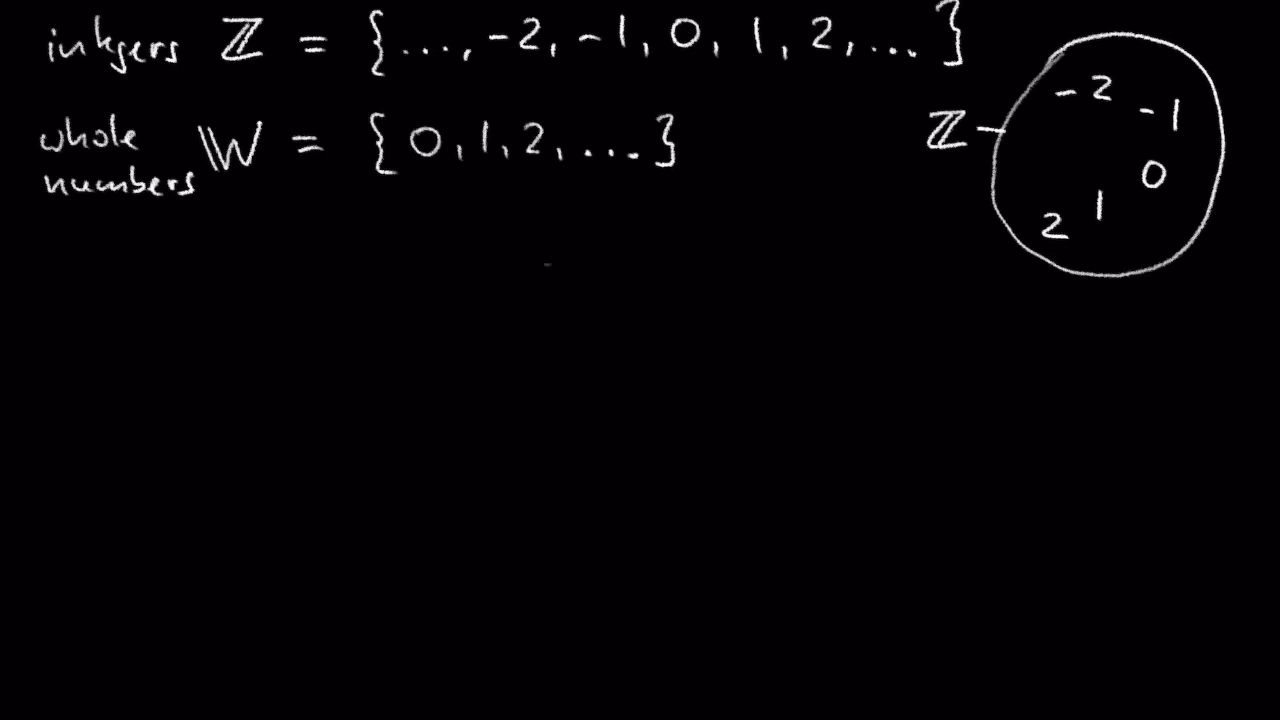 integers ℤ = {..., -2, -1, 0, 1, 2, ...}
whole numbers 𝕎 = {0, 1, 2, ...}
ℤ
-2 -1
0
1
2